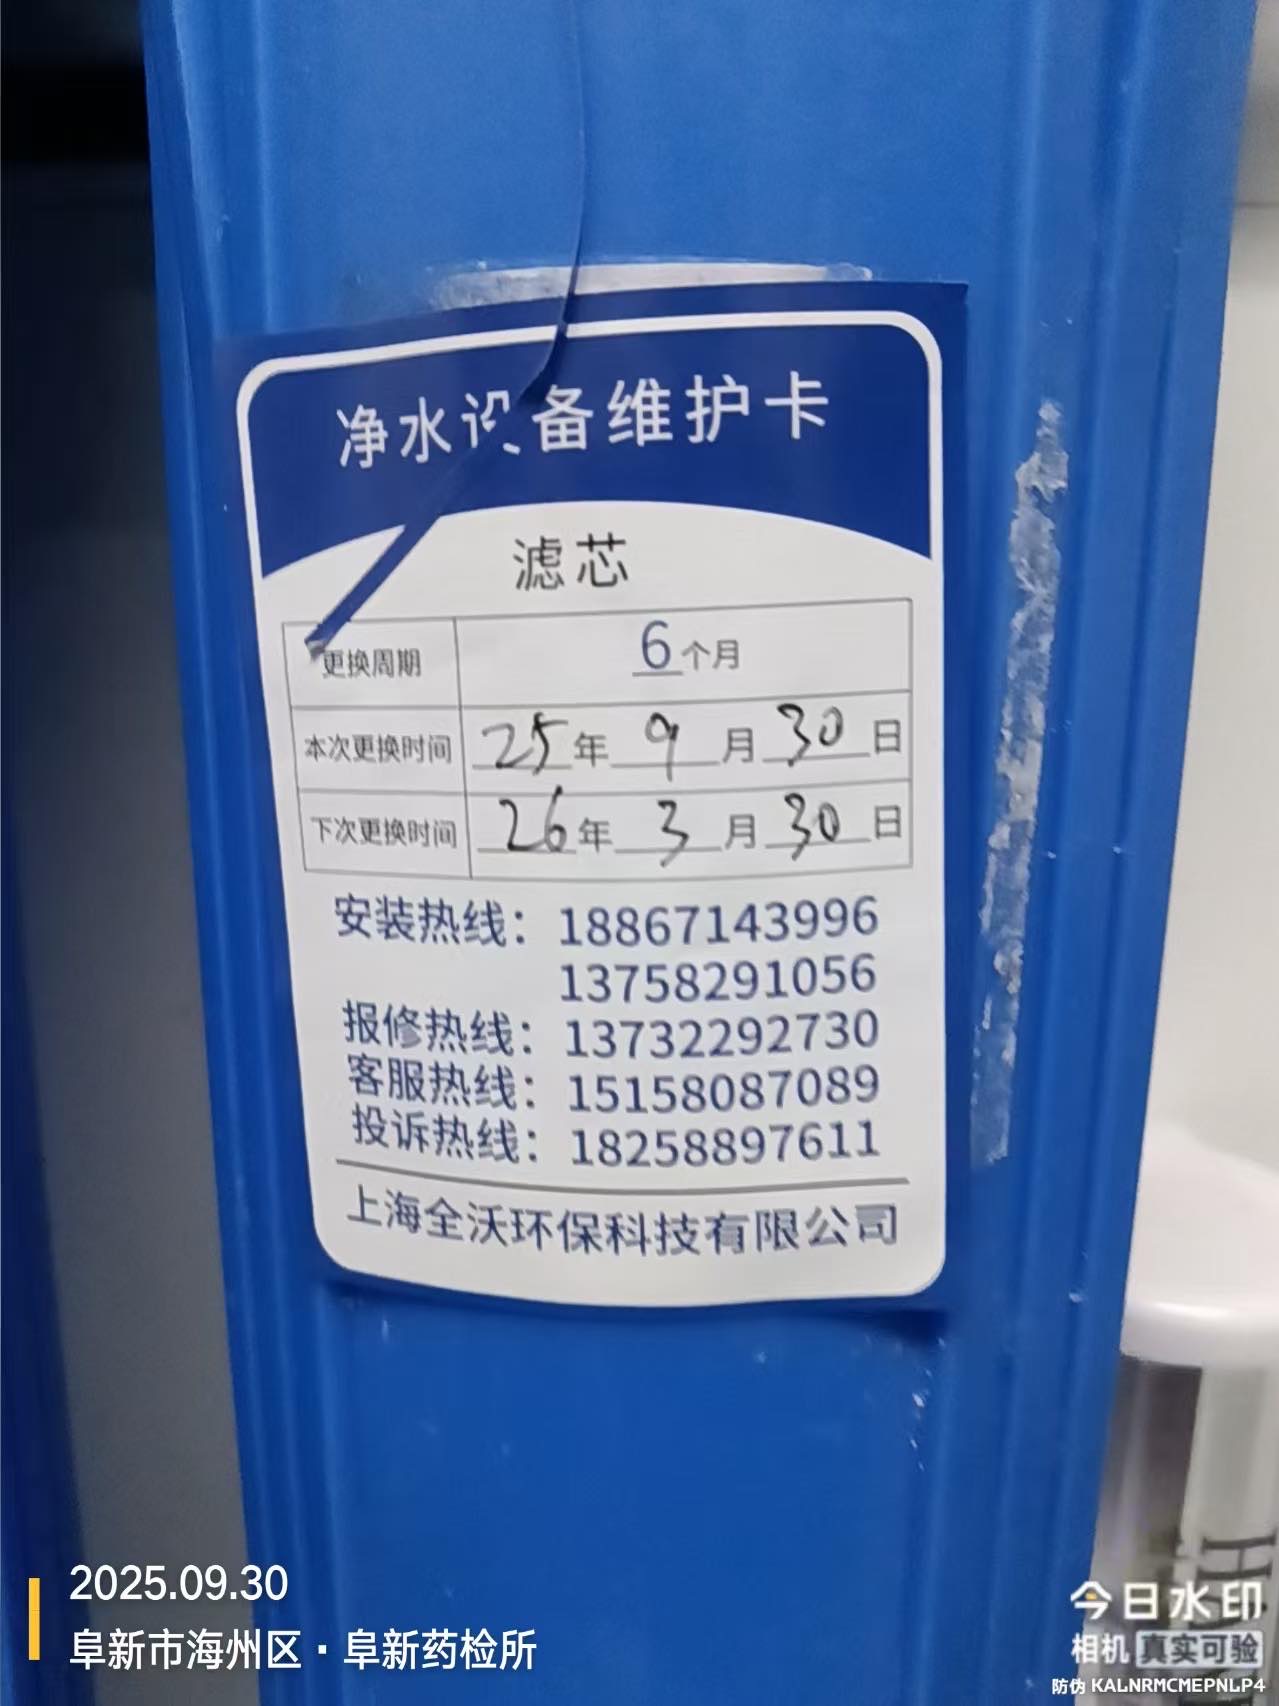 净水设备维护卡
滤芯
更换周期 6个月
本次更换时间 25年9月30日
下次更换时间 26年3月30日
安装热线：18867143996
13758291056
报修热线：13732292730
客服热线：15158087089
投诉热线：18258897611
上海全沃环保科技有限公司
2025.09.30
阜新市海州区·阜新药检所
今日水印
相机 真实可验
防伪 KALNRMCMEPNLP4